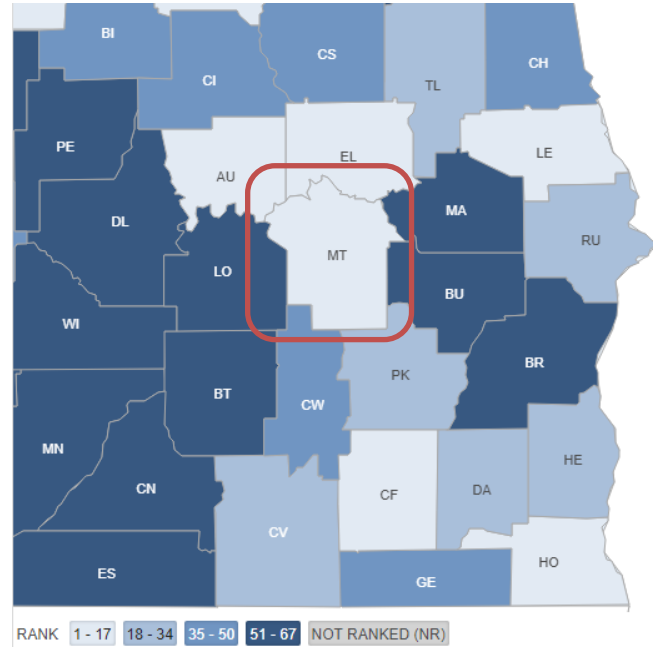 BI
CS
CH
CI
TL
PE
EL
LE
AU
MA
DL
RU
MT
LO
BU
WI
BR
PK
BT
CW
MN
HE
CN
CF
DA
CV
HO
ES
GE
RANK 1 - 17 18 - 34 35 - 50 51 - 67 NOT RANKED (NR)